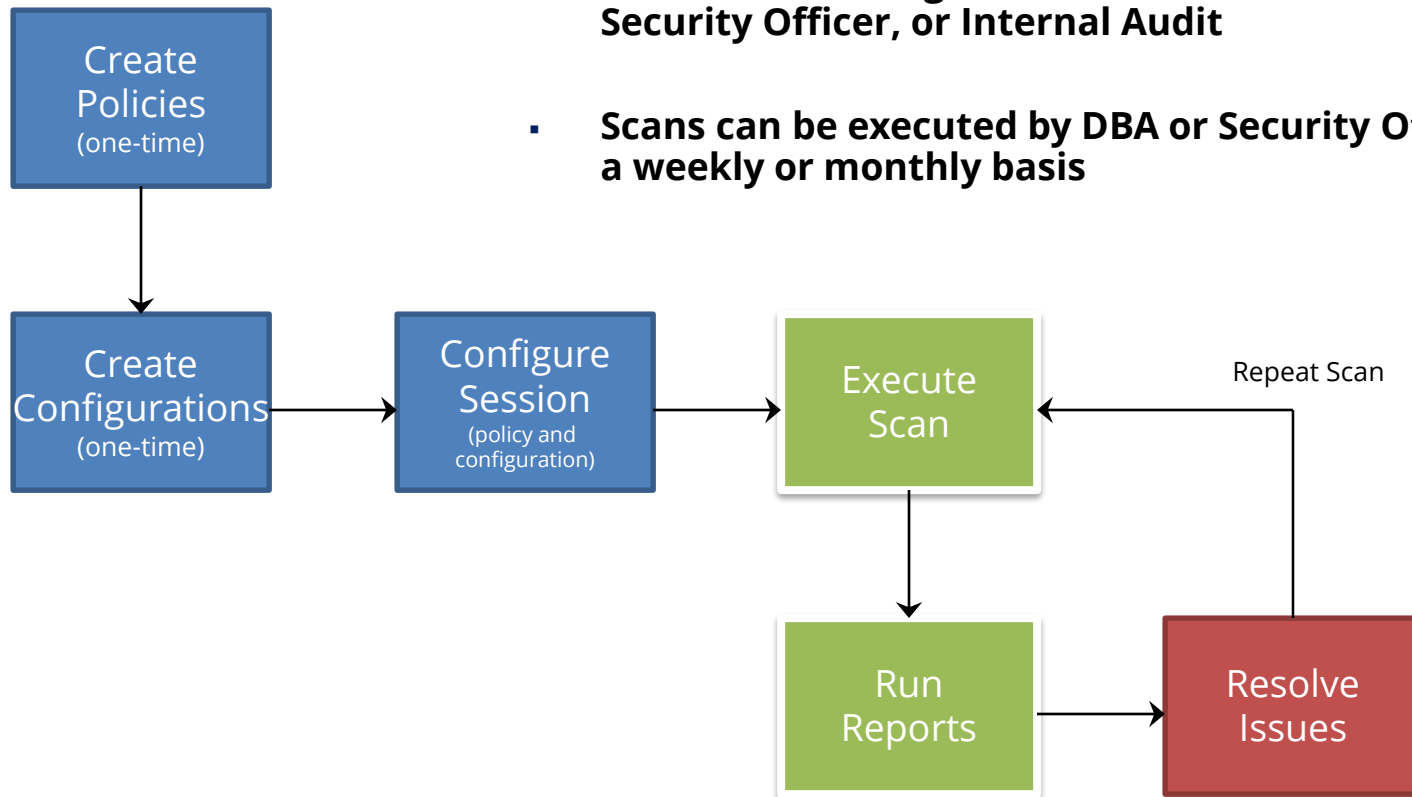 Security Officer, or Internal Audit
▪ Scans can be executed by DBA or Security
a weekly or monthly basis
Create
Policies
(one-time)
Create
Configurations
(one-time)
Configure
Session
(policy and
configuration)
Execute
Scan
Repeat Scan
Run
Reports
Resolve
Issues